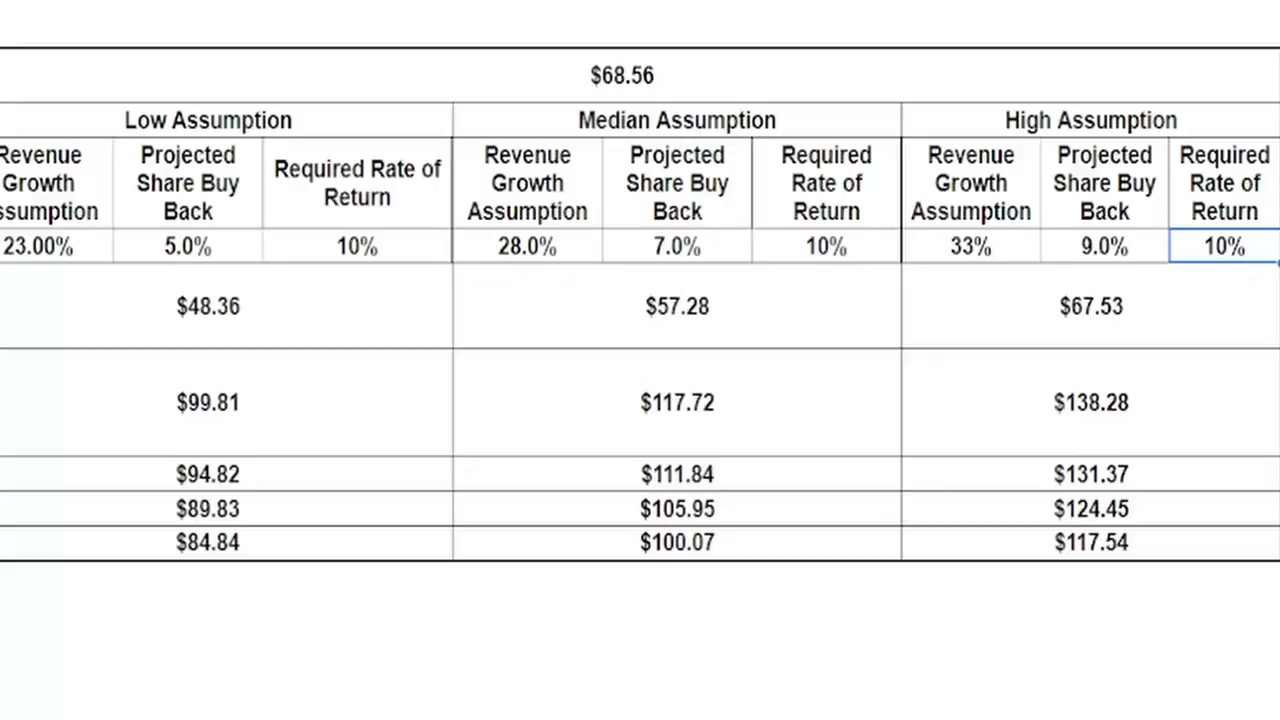 $68.56
Low Assumption Median Assumption High Assumption
Revenue Projected Revenue Projected Required Revenue Projected Required
Growth Share Buy Required Rate of Return Growth Share Buy Rate of Growth Share Buy Rate of
ssumption Back Assumption Back Return Assumption Back Return
23.00% 5.0% 10% 28.0% 7.0% 10% 33% 9.0% 10%
$48.36 $57.28 $67.53
$99.81 $117.72 $138.28
$94.82 $111.84 $131.37
$89.83 $105.95 $124.45
$84.84 $100.07 $117.54